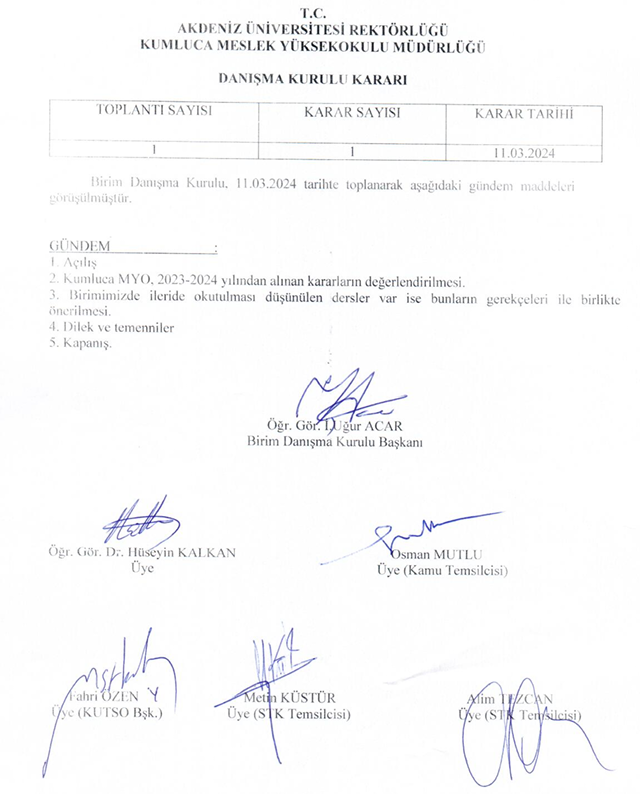 T.C.
AKDENİZ ÜNİVERSİTESİ REKTÖRLÜĞÜ
KUMLUCA MESLEK YÜKSEKOKULU MÜDÜRLÜĞÜ
DANIŞMA KURULU KARARI
TOPLANTI SAYISI KARAR SAYISI KARAR TARİHİ
1 1 11.03.2024
Birim Danışma Kurulu, 11.03.2024 tarihte toplanarak aşağıdaki gündem maddeleri
görüşülmüştür.
GÜNDEM :
1. Açılış
2. Kumluca MYO, 2023-2024 yılından alınan kararların değerlendirilmesi.
3. Birimimizde ileride okutulması düşünülen dersler var ise bunların gerekçeleri ile birlikte
önerilmesi.
4. Dilek ve temenniler
5. Kapanış.
Öğr. Gör. I.Uğur ACAR
Birim Danışma Kurulu Başkanı
Öğr. Gör. Dr. Hüseyin KALKAN
Üye
Osman MUTLU
Üye (Kamu Temsilcisi)
Fahri ÖZEN
Üye (KUTSO Bşk.)
Metin KÜSTÜR
Üye (STK Temsilcisi)
Alim TEZCAN
Üye (STK Temsilcisi)